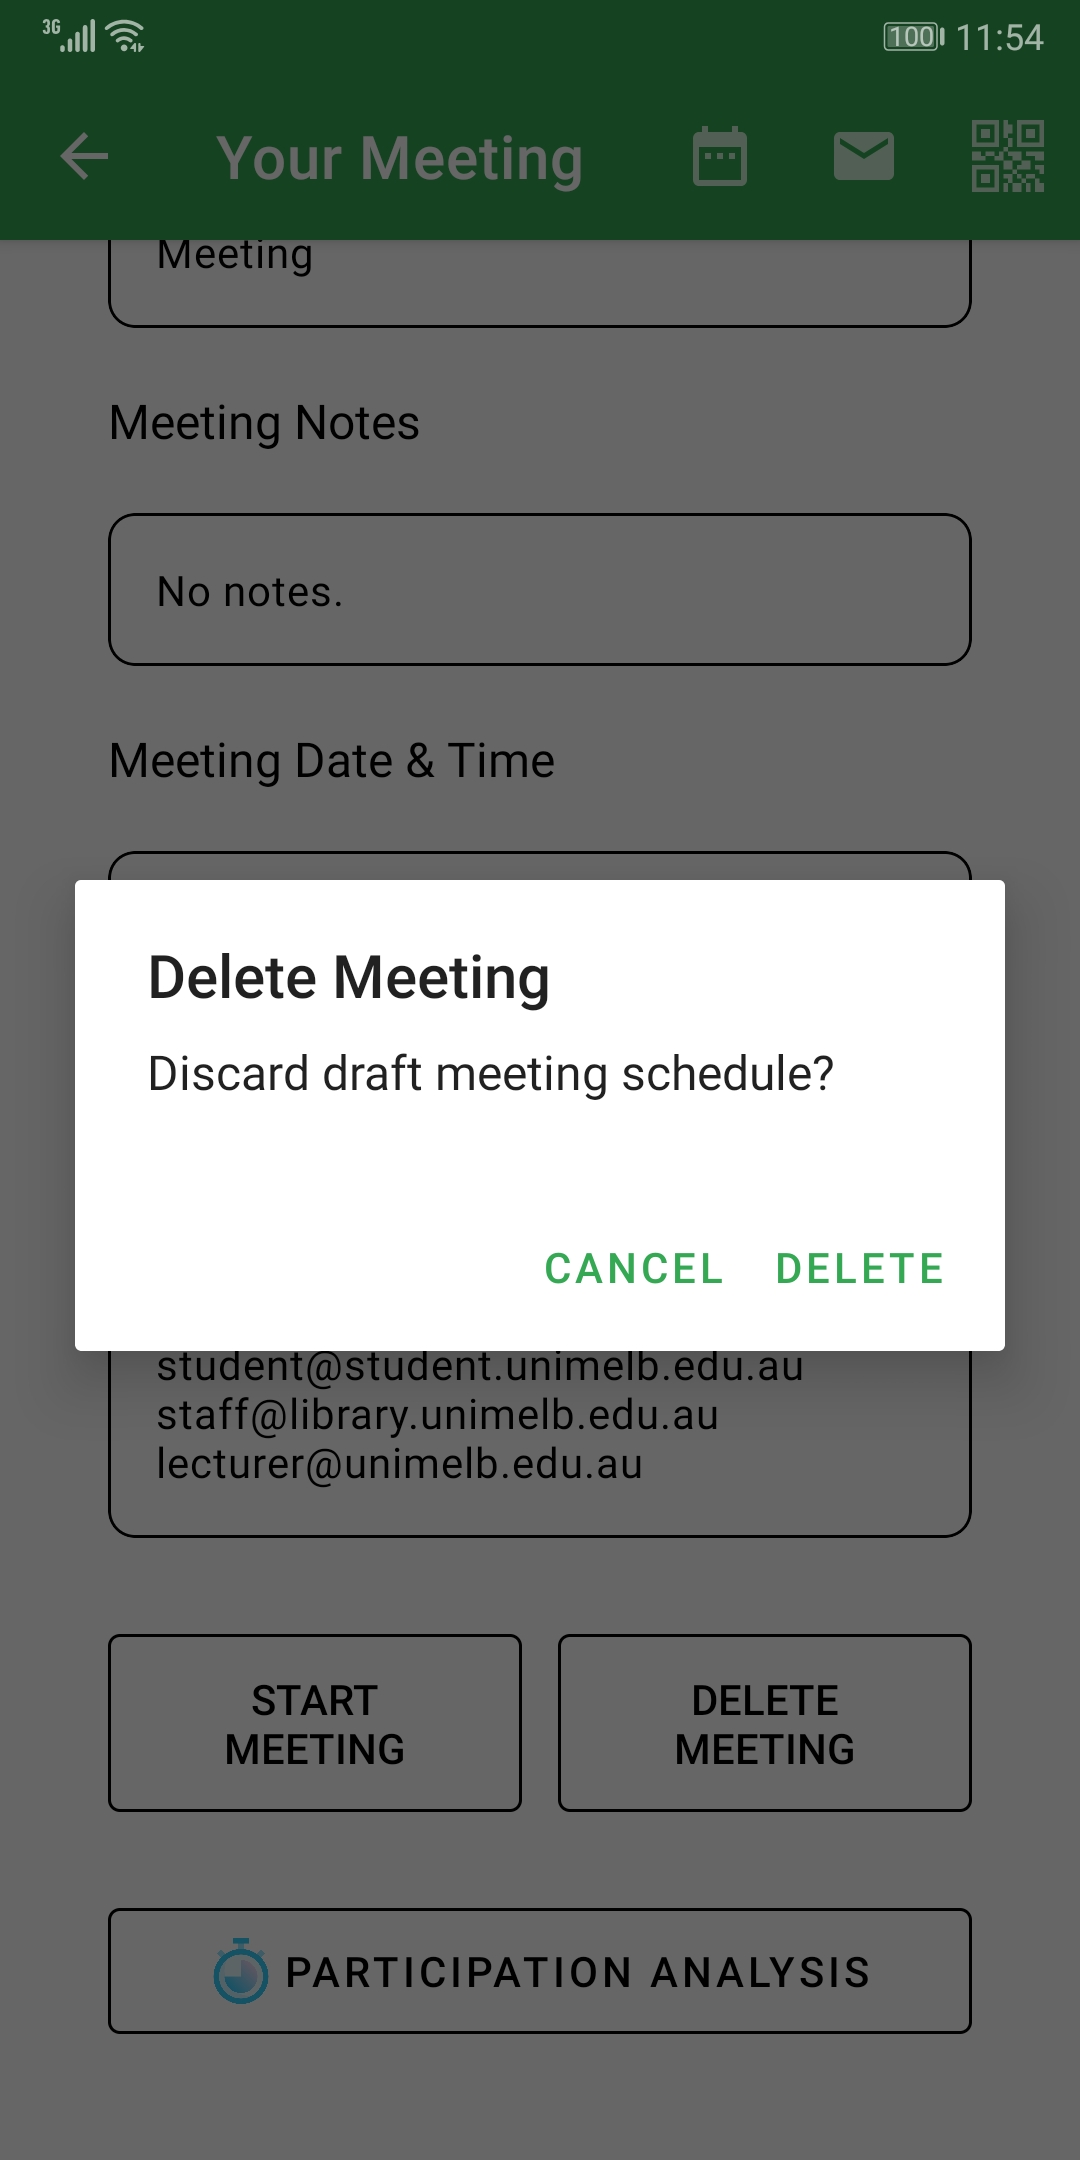 3G 100 11:54
Your Meeting
Meeting
Meeting Notes
No notes.
Meeting Date & Time
Delete Meeting
Discard draft meeting schedule?
CANCEL DELETE
student@student.unimelb.edu.au
staff@library.unimelb.edu.au
lecturer@unimelb.edu.au
START
MEETING
DELETE
MEETING
PARTICIPATION ANALYSIS